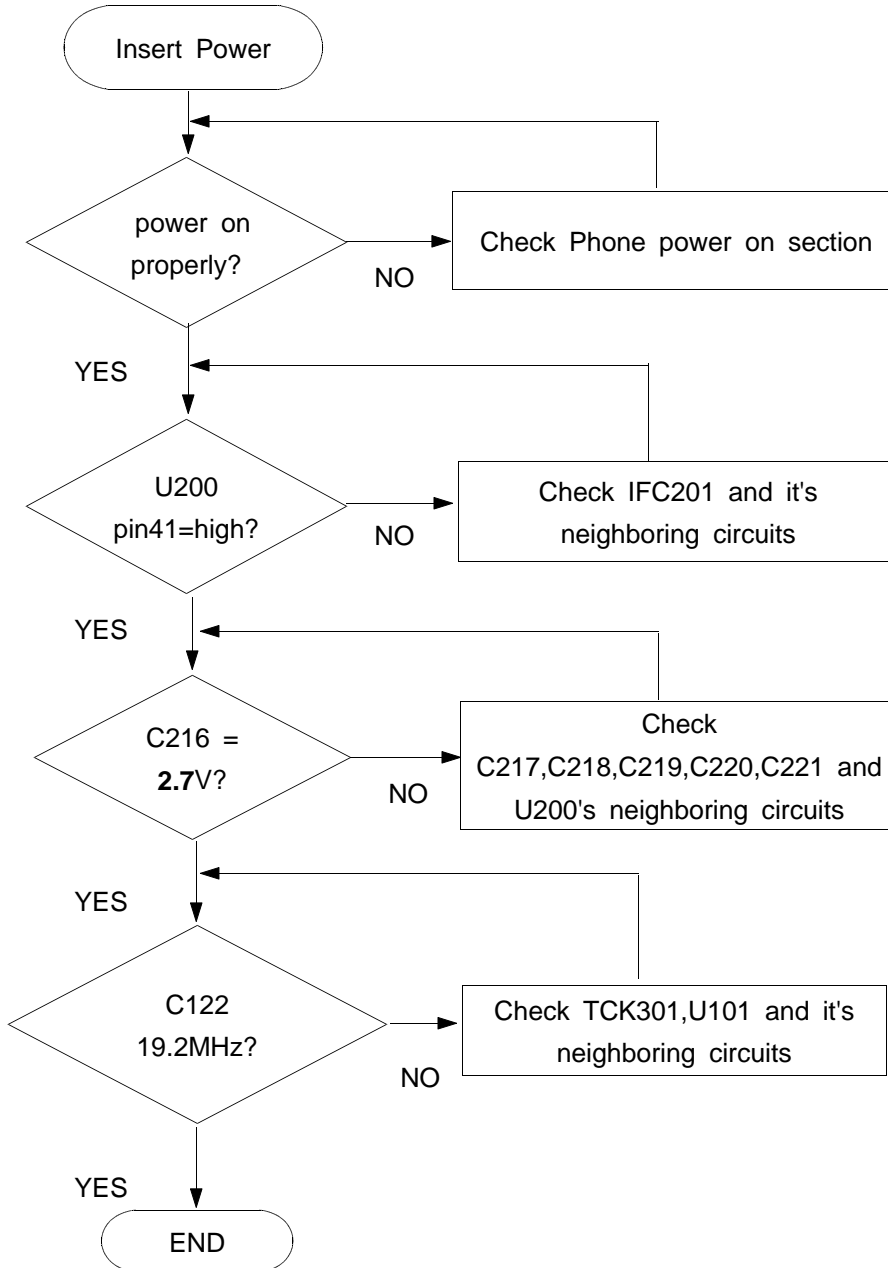 Insert Power
power on
properly?
NO
Check Phone power on section
YES
U200
pin41=high?
NO
Check IFC201 and it's
neighboring circuits
YES
C216 =
2.7V?
NO
Check
C217,C218,C219,C220,C221 and
U200's neighboring circuits
YES
C122
19.2MHz?
NO
Check TCK301,U101 and it's
neighboring circuits
YES
END